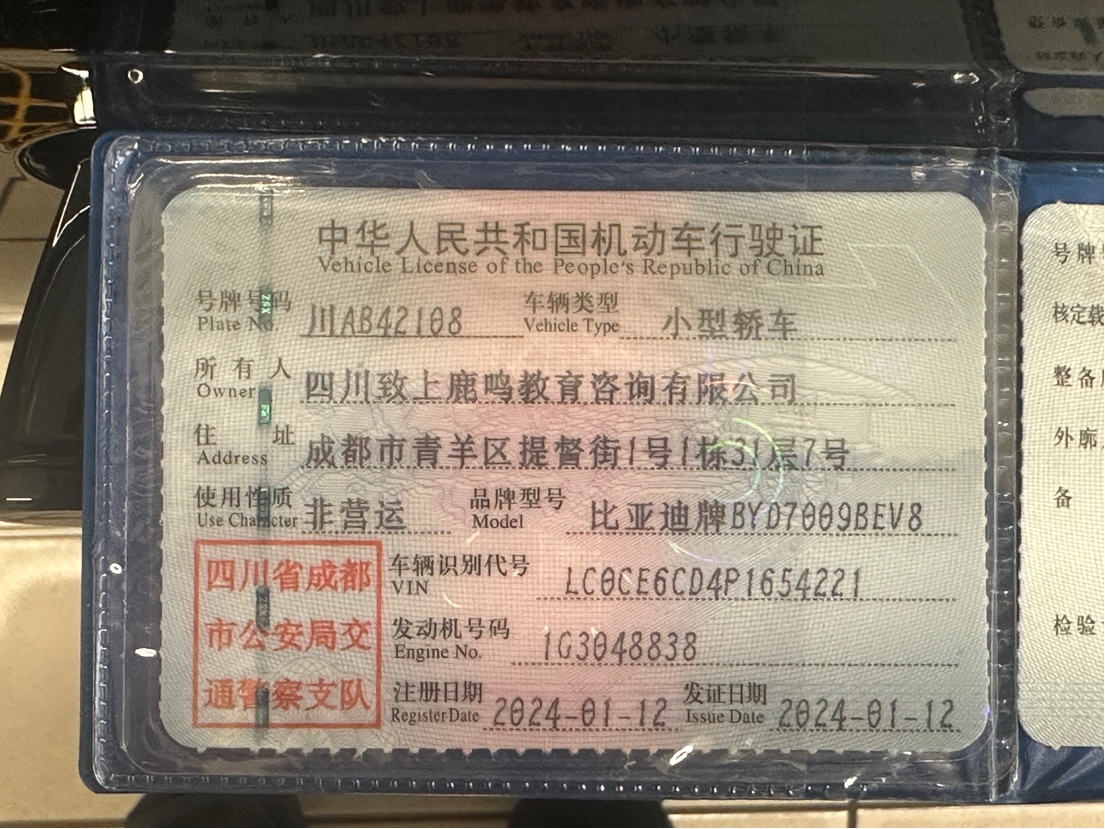 中华人民共和国机动车行驶证
Vehicle License of the People's Republic of China
号牌号码 川AB42108 车辆类型 小型轿车
Plate No. Vehicle Type
所有人 四川致上鹿鸣教育咨询有限公司
Owner
住址 成都市青羊区提督街1号1栋31层7号
Address
使用性质 非营运 品牌型号 比亚迪牌BYD7009BEV8
Use Character Model
四川省成都
市公安局交
通警察支队
车辆识别代号 LC0CE6CD4P1654221
VIN
发动机号码 1G3048838
Engine No.
注册日期 2024-01-12 发证日期 2024-01-12
Register Date Issue Date
号牌
核定载
整备
外廓
备
检验